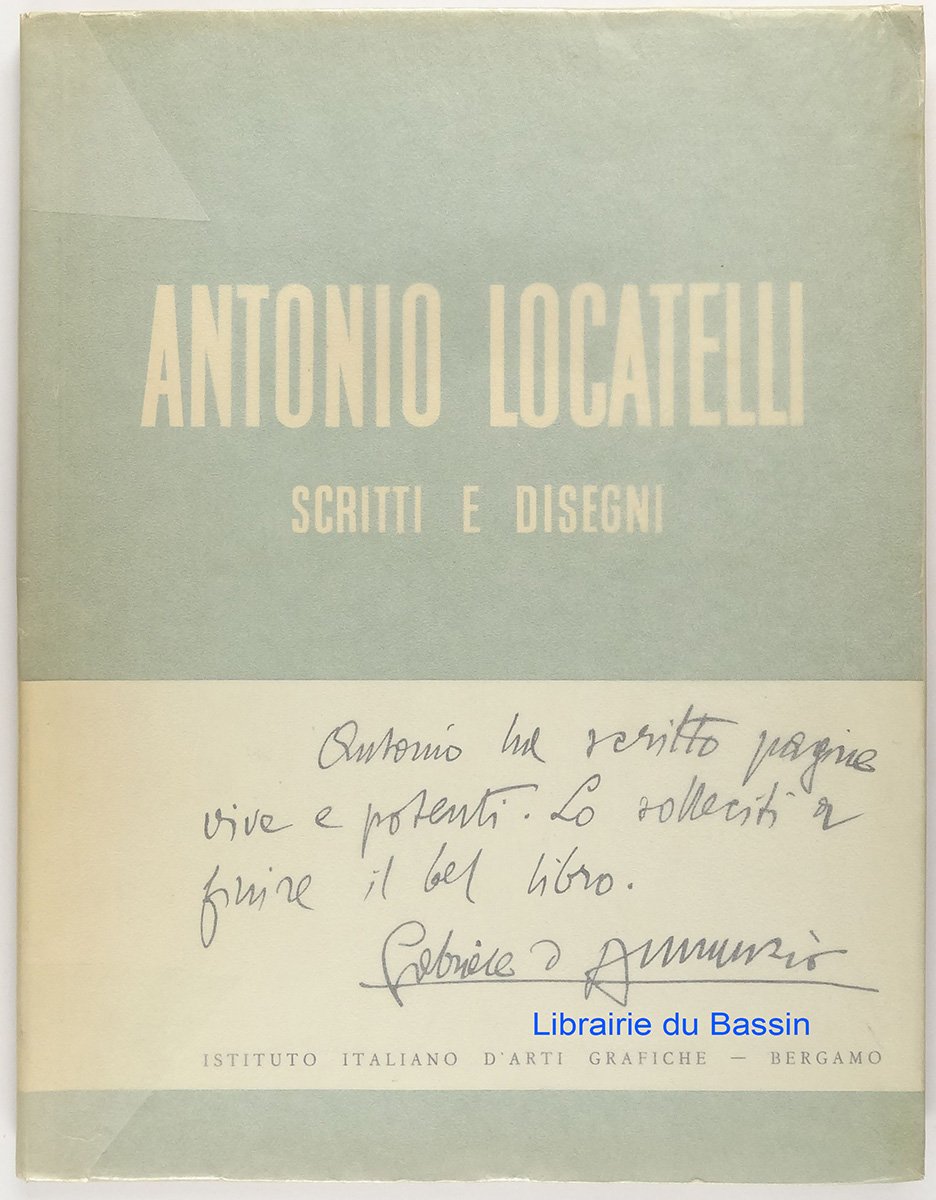 ANTONIO LOCATELLI
SCRITTI E DISEGNI
Antonio ha scritto pagine
vive e potenti. Lo solleciti a
finire il bel libro.
Gabriele d'Annunzio
Librairie du Bassin
ISTITUTO ITALIANO D'ARTI GRAFICHE — BERGAMO